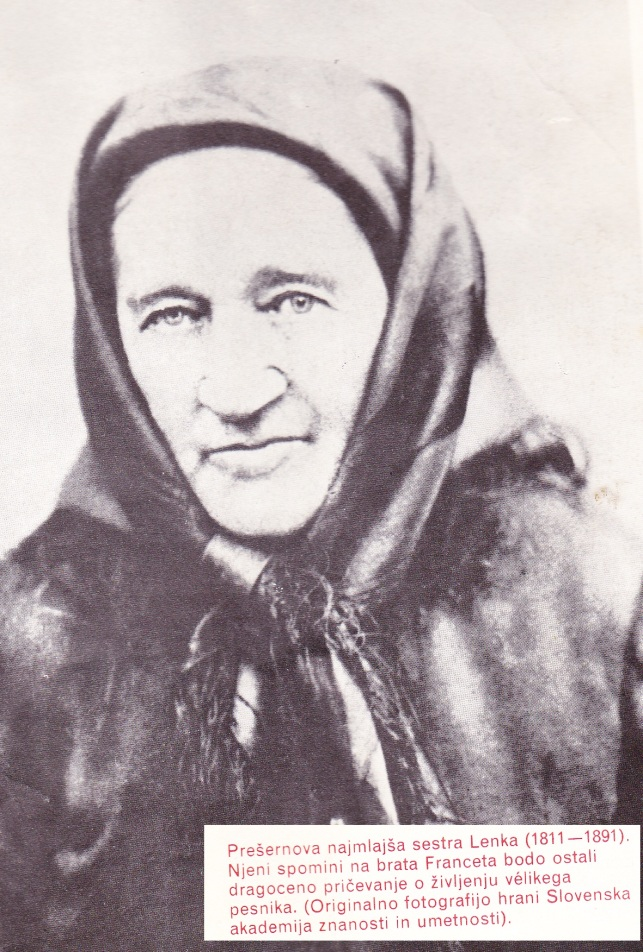 Prešernova najmlajša sestra Lenka (1811—1891).
Njeni spomini na brata Franceta bodo ostali
dragoceno pričevanje o življenju vélikega
pesnika. (Originalno fotografijo hrani Slovenska
akademija znanosti in umetnosti).